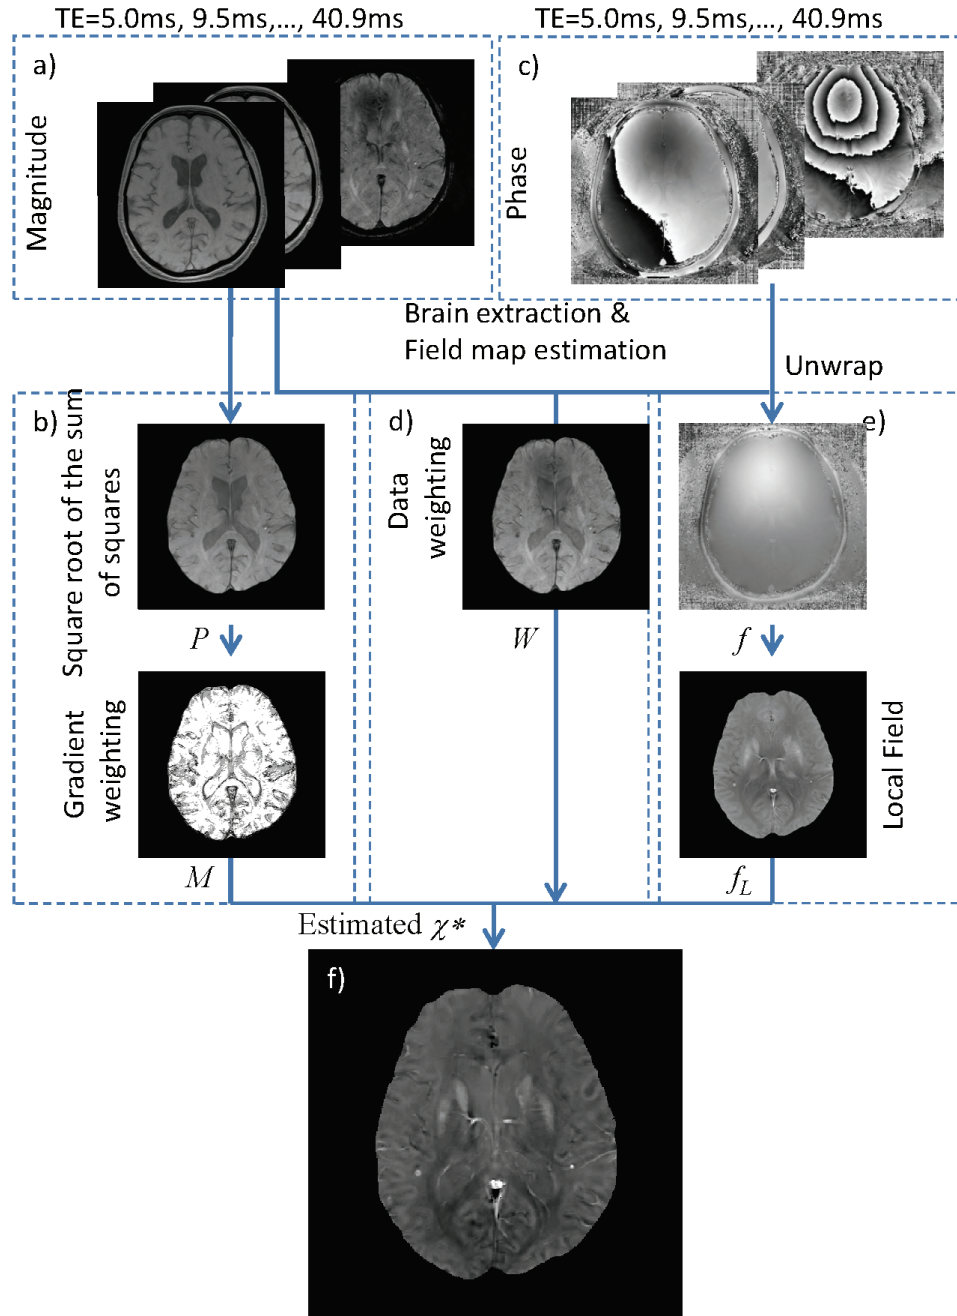 TE=5.0ms, 9.5ms,..., 40.9ms
TE=5.0ms, 9.5ms,..., 40.9ms
a)
Magnitude
c)
Phase
Brain extraction &
Field map estimation
Unwrap
b)
Square root of the sum
of squares
d)
Data
weighting
e)
P
W
f
Gradient
weighting
Local Field
M
f_L
Estimated χ*
f)